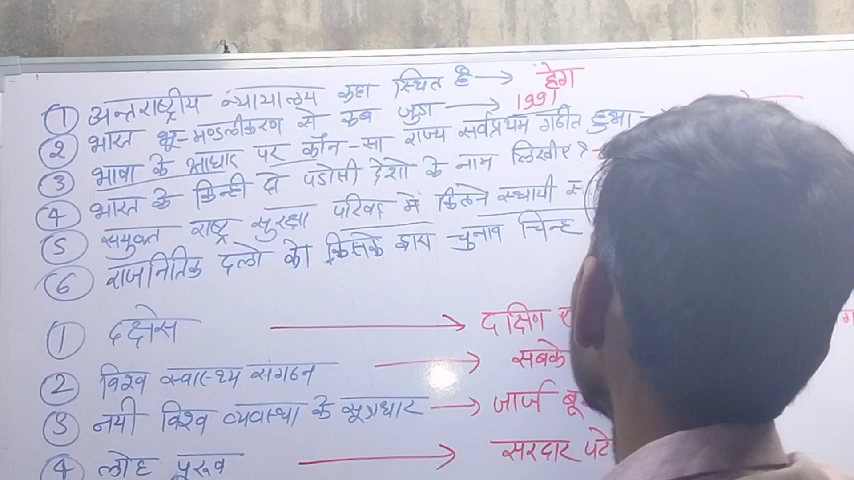 ① अन्तराष्ट्रीय न्यायालय कहा स्थित है → हेग
② भारत भू-मण्डलीकरण से कब जुडा → 1991
③ भाषा के आधार पर कौन-सा राज्य सर्वप्रथम गठीत हुआ -
④ भारत के किन्ही दो पडोसी देशो के नाम लिखीए ?
⑤ सयुक्त राष्ट्र सुरक्षा परिषद में कितने स्थायी स
⑥ राजनितिक दलो को किसके द्वारा चुनाव चिन्ह
① दक्षेस → दक्षिण
② विश्व स्वास्थ्य संगठन → सबके
③ नयी विश्व व्यवस्था के सूत्रधार → जार्ज बू
④ लोह पुरूष → सरदार पटे